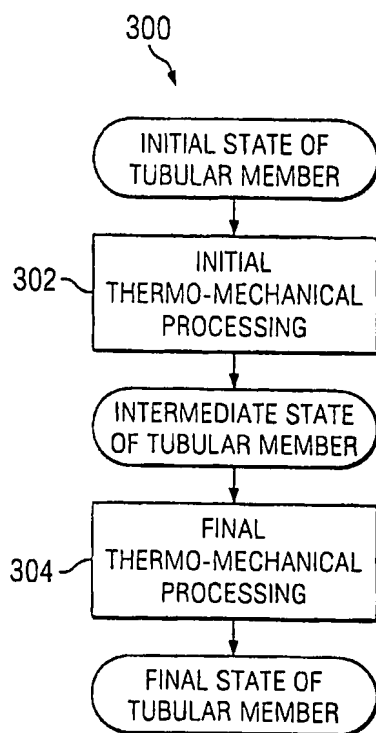 300
INITIAL STATE OF
TUBULAR MEMBER
302
INITIAL
THERMO-MECHANICAL
PROCESSING
INTERMEDIATE STATE
OF TUBULAR MEMBER
304
FINAL
THERMO-MECHANICAL
PROCESSING
FINAL STATE OF
TUBULAR MEMBER